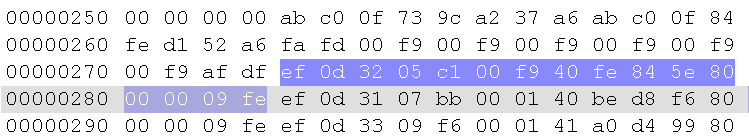 00000250 00 00 00 00 ab c0 0f 73 9c a2 37 a6 ab c0 0f 84
00000260 fe d1 52 a6 fa fd 00 f9 00 f9 00 f9 00 f9 00 f9
00000270 00 f9 af df ef 0d 32 05 c1 00 f9 40 fe 84 5e 80
00000280 00 00 09 fe ef 0d 31 07 bb 00 01 40 be d8 f6 80
00000290 00 00 09 fe ef 0d 33 09 f6 00 01 41 a0 d4 99 80